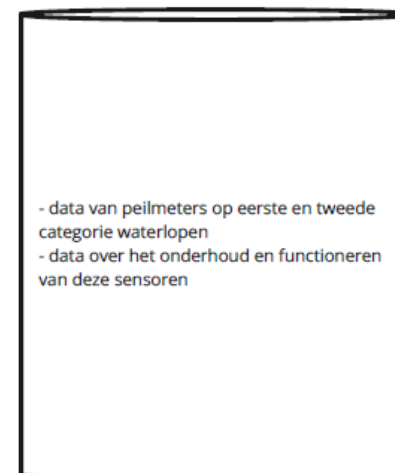 - data van peilmeters op eerste en tweede
categorie waterlopen
- data over het onderhoud en functioneren
van deze sensoren